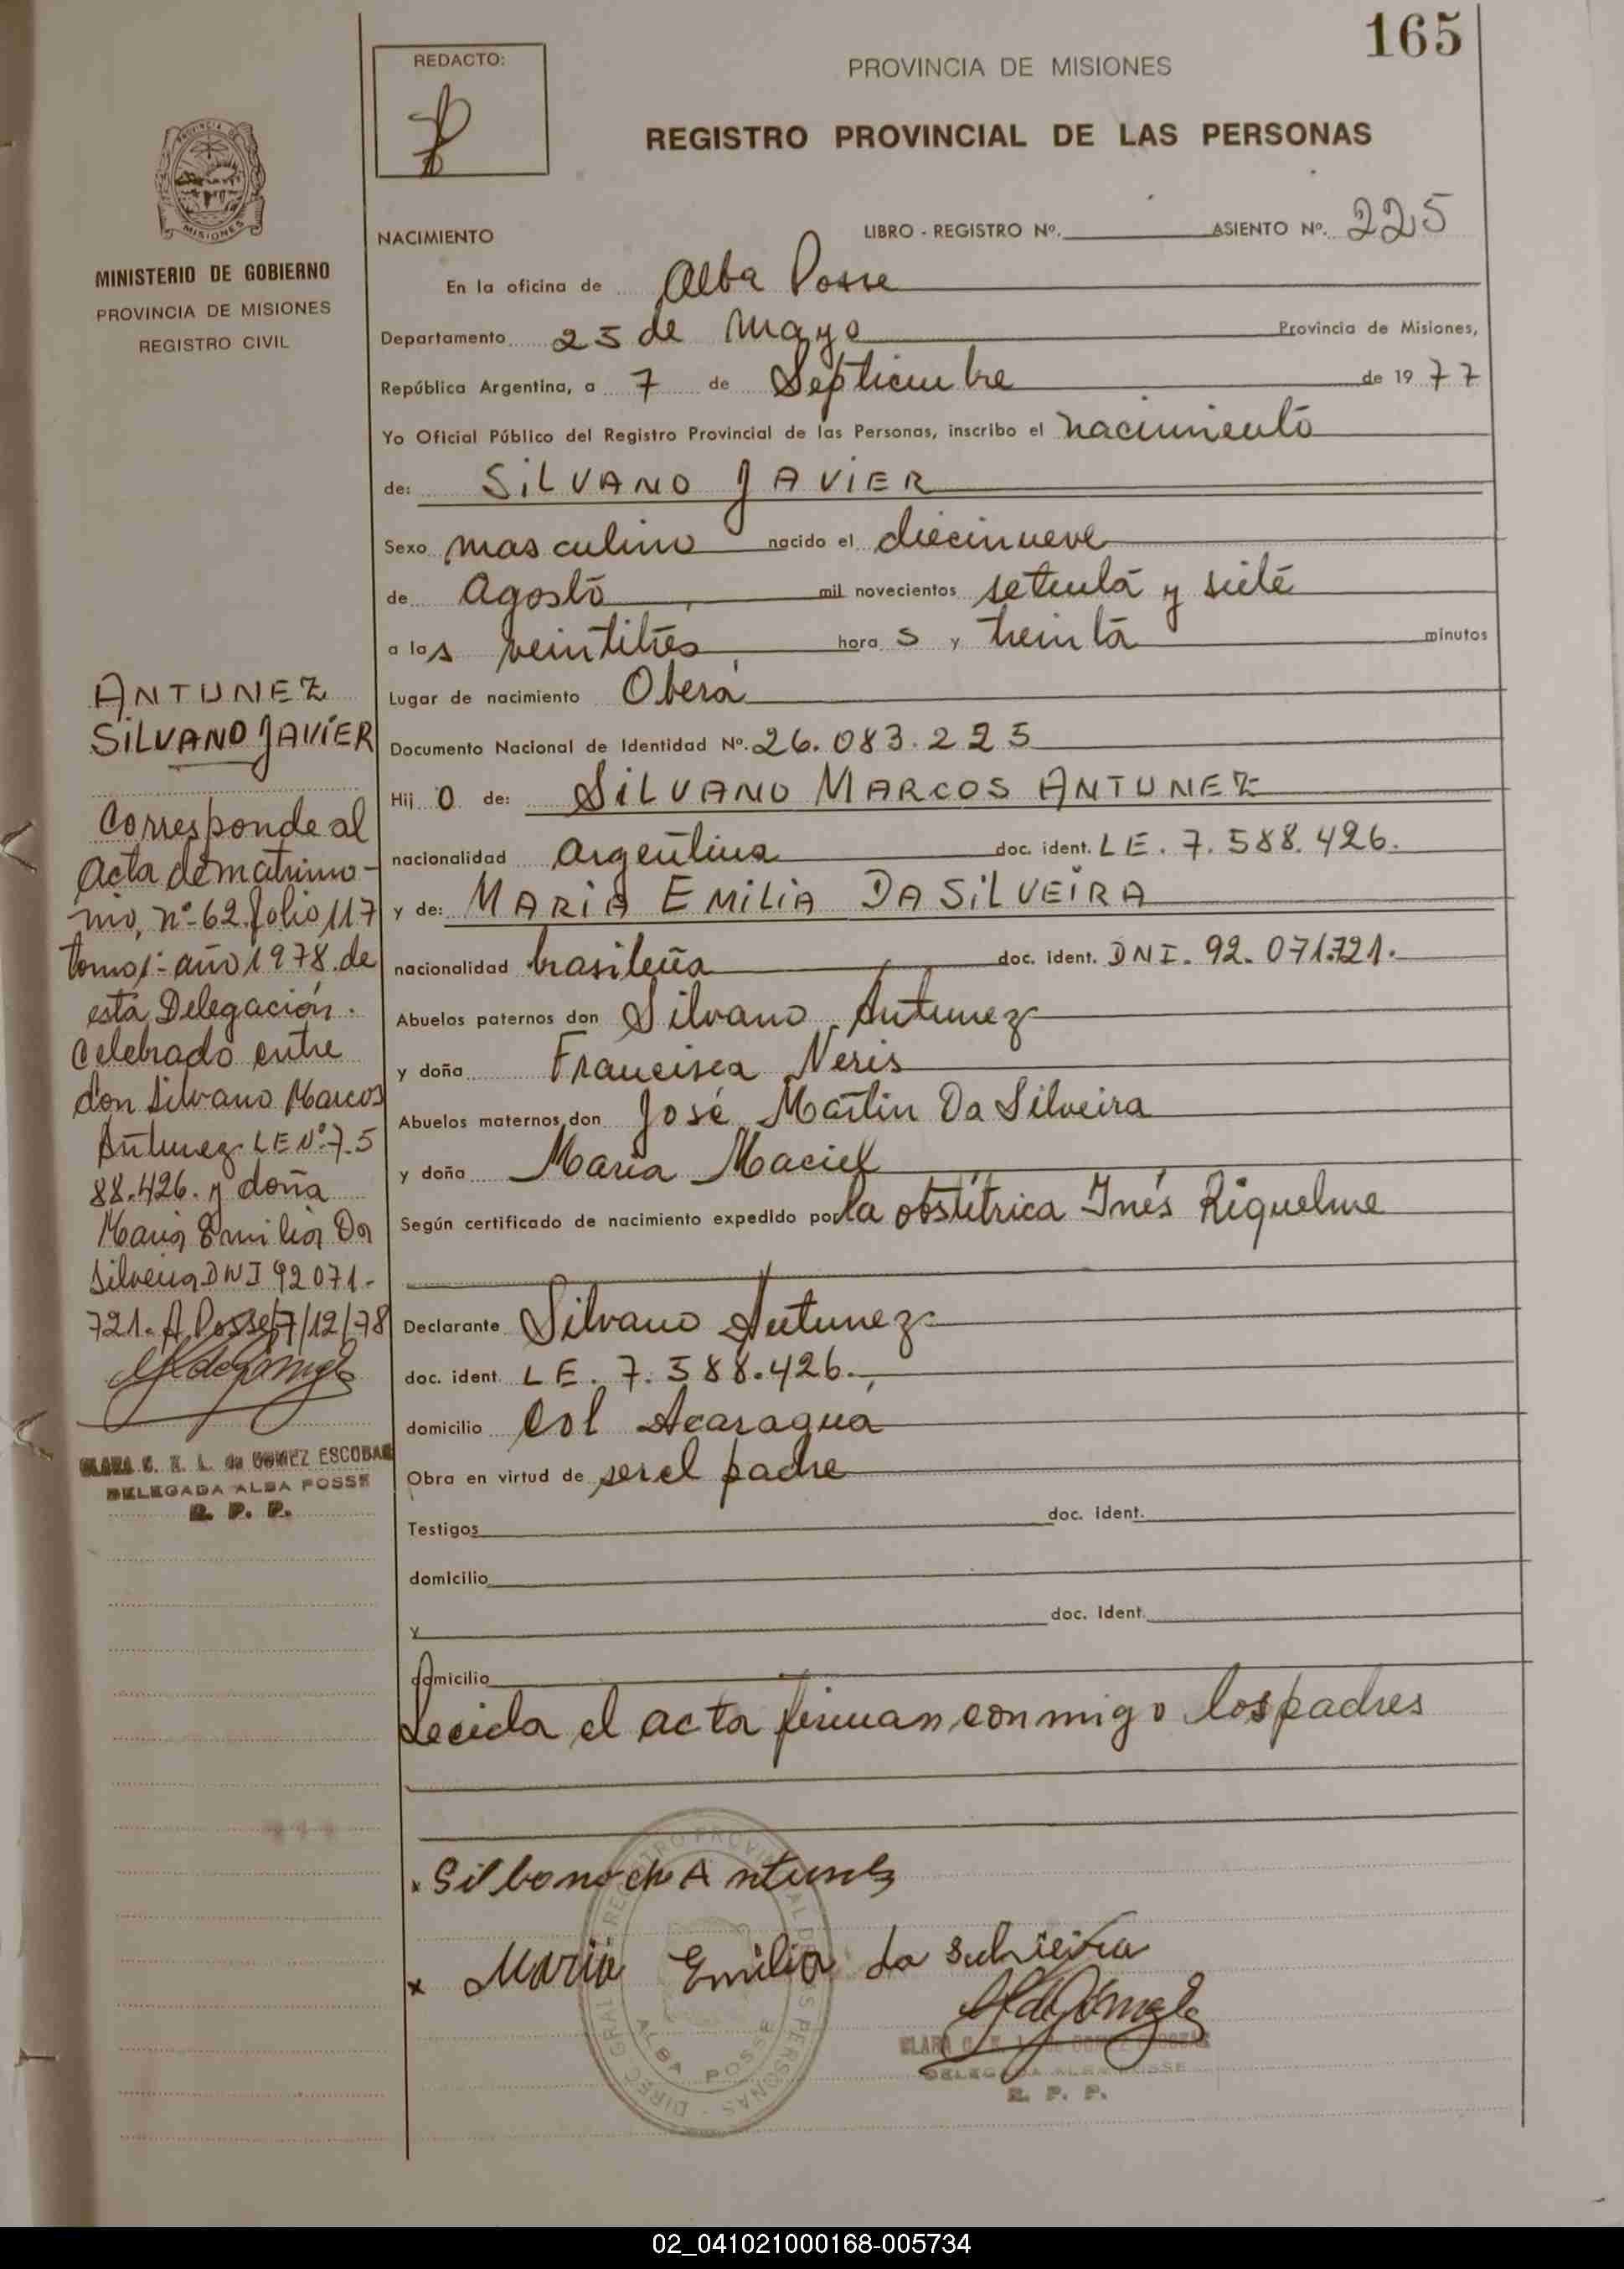 165
REDACTO:
PROVINCIA DE MISIONES
REGISTRO PROVINCIAL DE LAS PERSONAS
MISIONES
MINISTERIO DE GOBIERNO
PROVINCIA DE MISIONES
REGISTRO CIVIL
NACIMIENTO
LIBRO - REGISTRO Nº. ASIENTO Nº. 225
En la oficina de Alba Posse
Departamento 25 de Mayo Provincia de Misiones,
República Argentina, a 7 de Septiembre de 1977
Yo Oficial Público del Registro Provincial de las Personas, inscribo el nacimiento
de: SILVANO JAVIER
Sexo masculino nacido el diecinueve
de Agosto mil novecientos setenta y siete
a las veintitrés horas y treinta minutos
Lugar de nacimiento Oberá
Documento Nacional de Identidad Nº. 26.083.225
Hijo de: SILVANO MARCOS ANTUNEZ
nacionalidad argentina doc. ident. LE. 7.588.426.
y de: MARIA EMILIA DA SILVEIRA
nacionalidad brasileña doc. ident. DNI. 92.071.721.
Abuelos paternos don Silvano Antunez
y doña Francisca Neris
Abuelos maternos don José Martin Da Silveira
y doña Maria Maciel
Según certificado de nacimiento expedido por la obstétrica Inés Riquelme
Declarante Silvano Antunez
doc. ident. LE. 7.588.426.
domicilio Col Acaragua
Obra en virtud de ser el padre
Testigos doc. ident.
domicilio
y doc. ident.
domicilio
Leeida el acta firman conmigo los padres
ANTUNEZ
SILVANO JAVIER
Corresponde al
acta de matrimo-
nio, nº 62 folio 117
tomo 1º año 1978 de
esta Delegación.
Celebrado entre
don Silvano Marcos
Antunez LE Nº 7.5
88.426. y doña
Maria Emilia Da
Silveira DNI 92071.
721. A. Posse, 7/12/78
CLARA C. E. L. de GOMEZ ESCOBAR
DELEGADA ALBA POSSE
R. P. P.
x Maria Emilia da
CLARA C. E. L. de GOMEZ ESCOBAR
DELEGADA ALBA POSSE
R. P. P.
ALBA POSSE
02_041021000168-005734